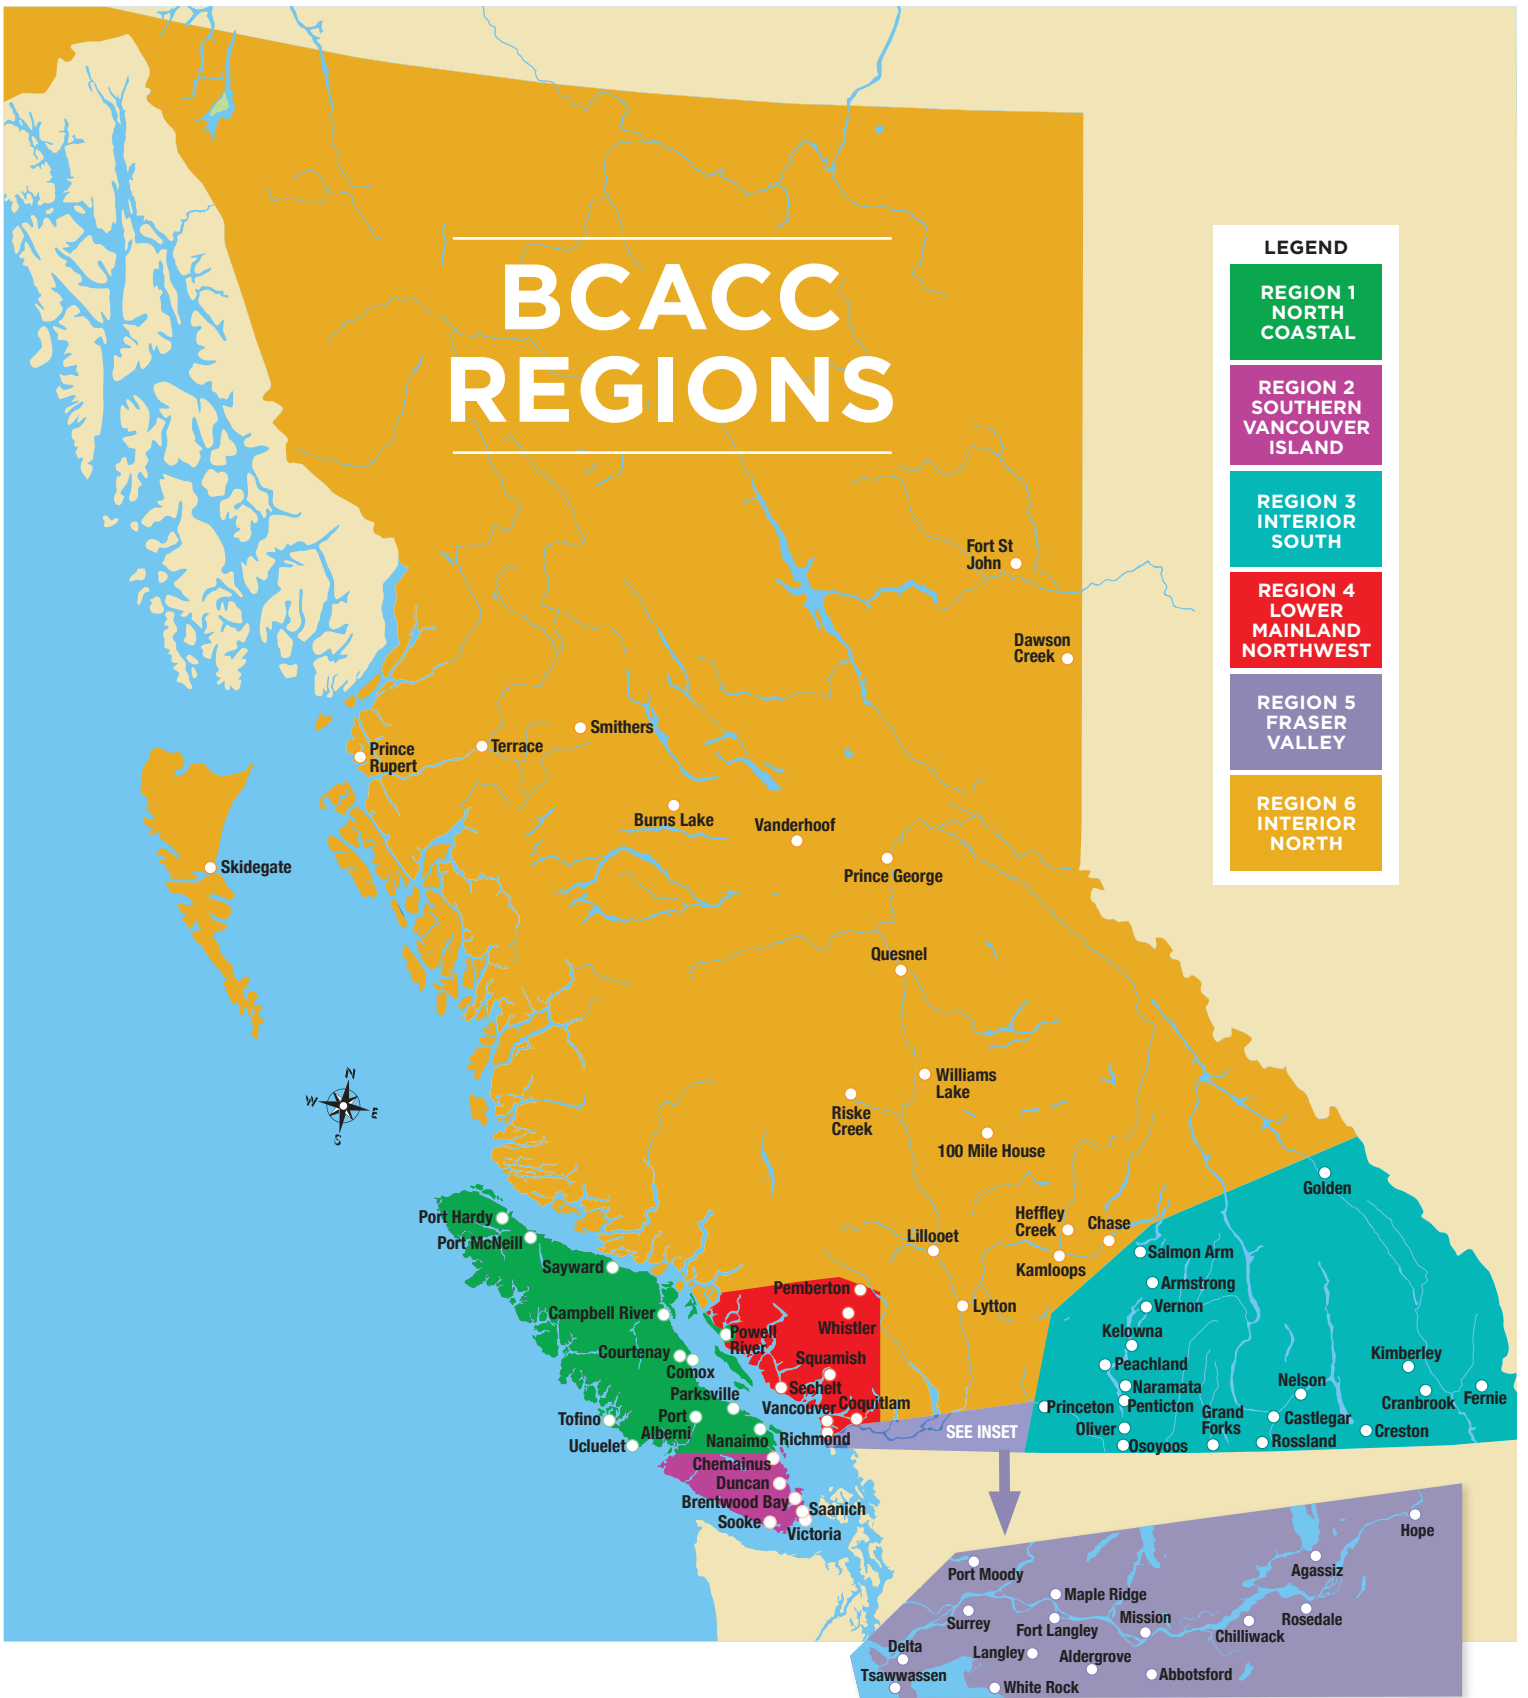 BCACC
REGIONS
LEGEND
REGION 1
NORTH
COASTAL
REGION 2
SOUTHERN
VANCOUVER
ISLAND
REGION 3
INTERIOR
SOUTH
REGION 4
LOWER
MAINLAND
NORTHWEST
REGION 5
FRASER
VALLEY
REGION 6
INTERIOR
NORTH
Fort St
John
Dawson
Creek
Smithers
Terrace
Prince
Rupert
Burns Lake
Vanderhoof
Skidegate
Prince George
Quesnel
Williams
Lake
Riske
Creek
100 Mile House
N
W
E
S
Golden
Heffley
Creek
Chase
Lillooet
Salmon Arm
Kamloops
Port Hardy
Port McNeill
Sayward
Armstrong
Pemberton
Lytton
Vernon
Campbell River
Whistler
Powell
River
Kelowna
Courtenay
Comox
Squamish
Peachland
Kimberley
Sechelt
Naramata
Nelson
Cranbrook
Fernie
Parksville
Vancouver
Coquitlam
Princeton
Penticton
Tofino
Port
Alberni
Grand
Forks
Castlegar
Oliver
Creston
Ucluelet
Nanaimo
Richmond
SEE INSET
Osoyoos
Rossland
Chemainus
Duncan
Brentwood Bay
Saanich
Sooke
Victoria
Hope
Port Moody
Agassiz
Maple Ridge
Surrey
Fort Langley
Mission
Rosedale
Chilliwack
Delta
Langley
Aldergrove
Tsawwassen
Abbotsford
White Rock